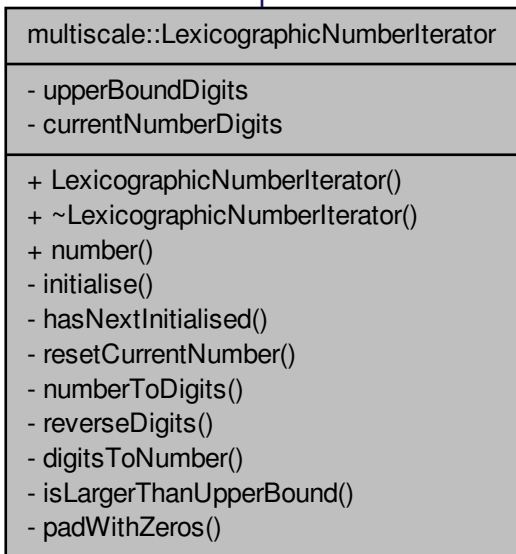 multiscale::LexicographicNumberIterator
- upperBoundDigits
- currentNumberDigits
+ LexicographicNumberIterator()
+ ~LexicographicNumberIterator()
+ number()
- initialise()
- hasNextInitialised()
- resetCurrentNumber()
- numberToDigits()
- reverseDigits()
- digitsToNumber()
- isLargerThanUpperBound()
- padWithZeros()